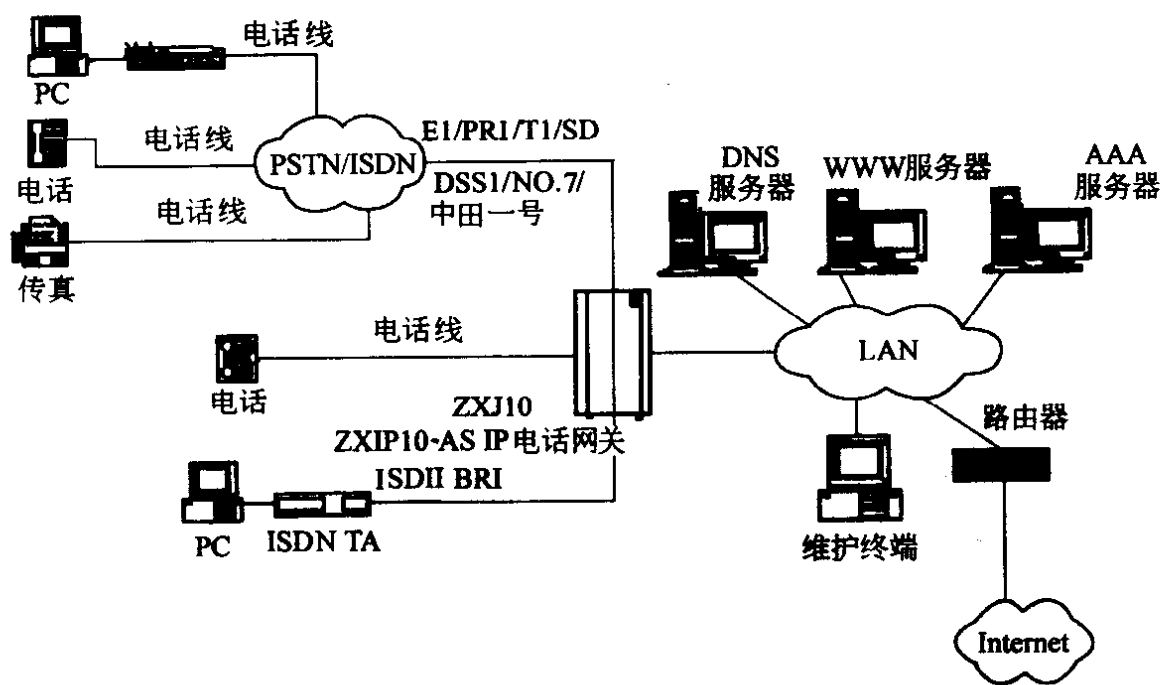 电话线
PC
电话线
E1/PRI/T1/SD
PSTN/ISDN
电话
DSS1/NO.7/
中田一号
电话线
传真
DNS
服务器
WWW服务器
AAA
服务器
电话线
电话
LAN
ZXJ10
ZXIP10-AS IP电话网关
路由器
ISDII BRI
PC
ISDN TA
维护终端
Internet